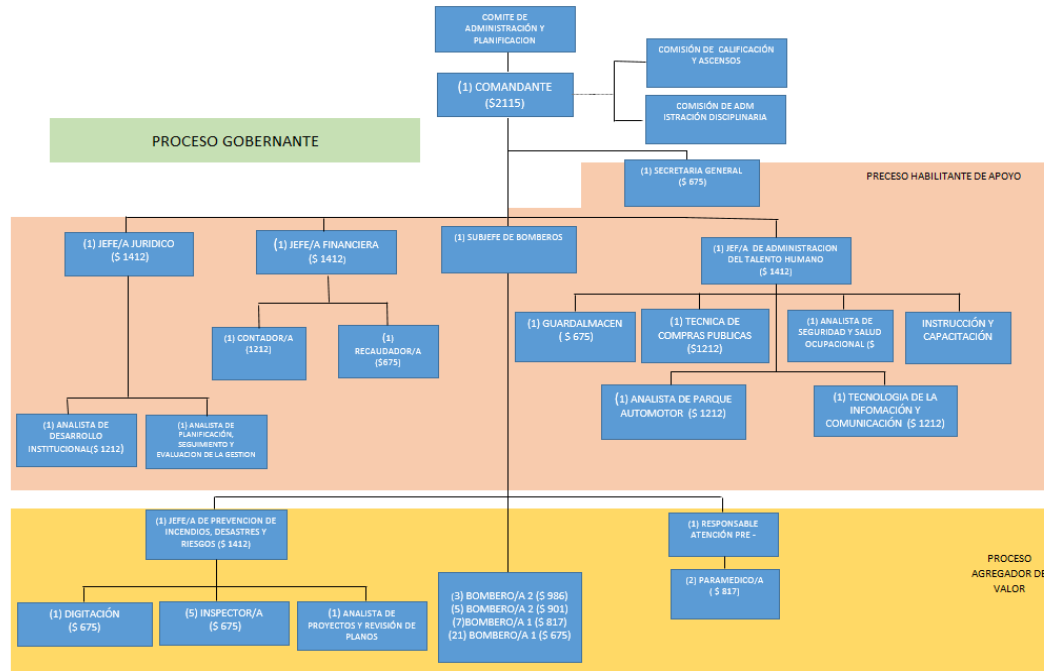 COMITE DE
ADMINISTRACIÓN Y
PLANIFICACION
COMISIÓN DE CALIFICACIÓN
Y ASCENSOS
(1) COMANDANTE
($2115)
COMISIÓN DE ADM
ISTRACIÓN DISCIPLINARIA
PROCESO GOBERNANTE
(1) SECRETARIA GENERAL
($ 675)
PRECESO HABILITANTE DE APOYO
(1) JEFE/A JURIDICO
($ 1412)
(1) JEFE/A FINANCIERA
($ 1412)
(1) SUBJEFE DE BOMBEROS
(1) JEF/A DE ADMINISTRACION
DEL TALENTO HUMANO
($ 1412)
(1) CONTADOR/A
(1212)
(1)
RECAUDADOR/A
($675)
(1) GUARDALMACEN
( $ 675)
(1) TECNICA DE
COMPRAS PUBLICAS
($1212)
(1) ANALISTA DE
SEGURIDAD Y SALUD
OCUPACIONAL ($
INSTRUCCIÓN Y
CAPACITACIÓN
(1) ANALISTA DE PARQUE
AUTOMOTOR ($ 1212)
(1) TECNOLOGIA DE LA
INFOMACIÓN Y
COMUNICACIÓN ($ 1212)
(1) ANALISTA DE
DESARROLLO
INSTITUCIONAL($ 1212)
(1) ANALISTA DE
PLANIFICACIÓN,
SEGUIMIENTO Y
EVALUACION DE LA GESTION
(1) JEFE/A DE PREVENCION DE
INCENDIOS, DESASTRES Y
RIESGOS ($ 1412)
(1) RESPONSABLE
ATENCIÓN PRE -
PROCESO
AGREGADOR DE
VALOR
(1) DIGITACIÓN
($ 675)
(5) INSPECTOR/A
($ 675)
(1) ANALISTA DE
PROYECTOS Y REVISIÓN DE
PLANOS
(3) BOMBERO/A 2 ($ 986)
(5) BOMBERO/A 2 ($ 901)
(7)BOMBERO/A 1 ($ 817)
(21) BOMBERO/A 1 ($ 675)
(2) PARAMEDICO/A
( $ 817)